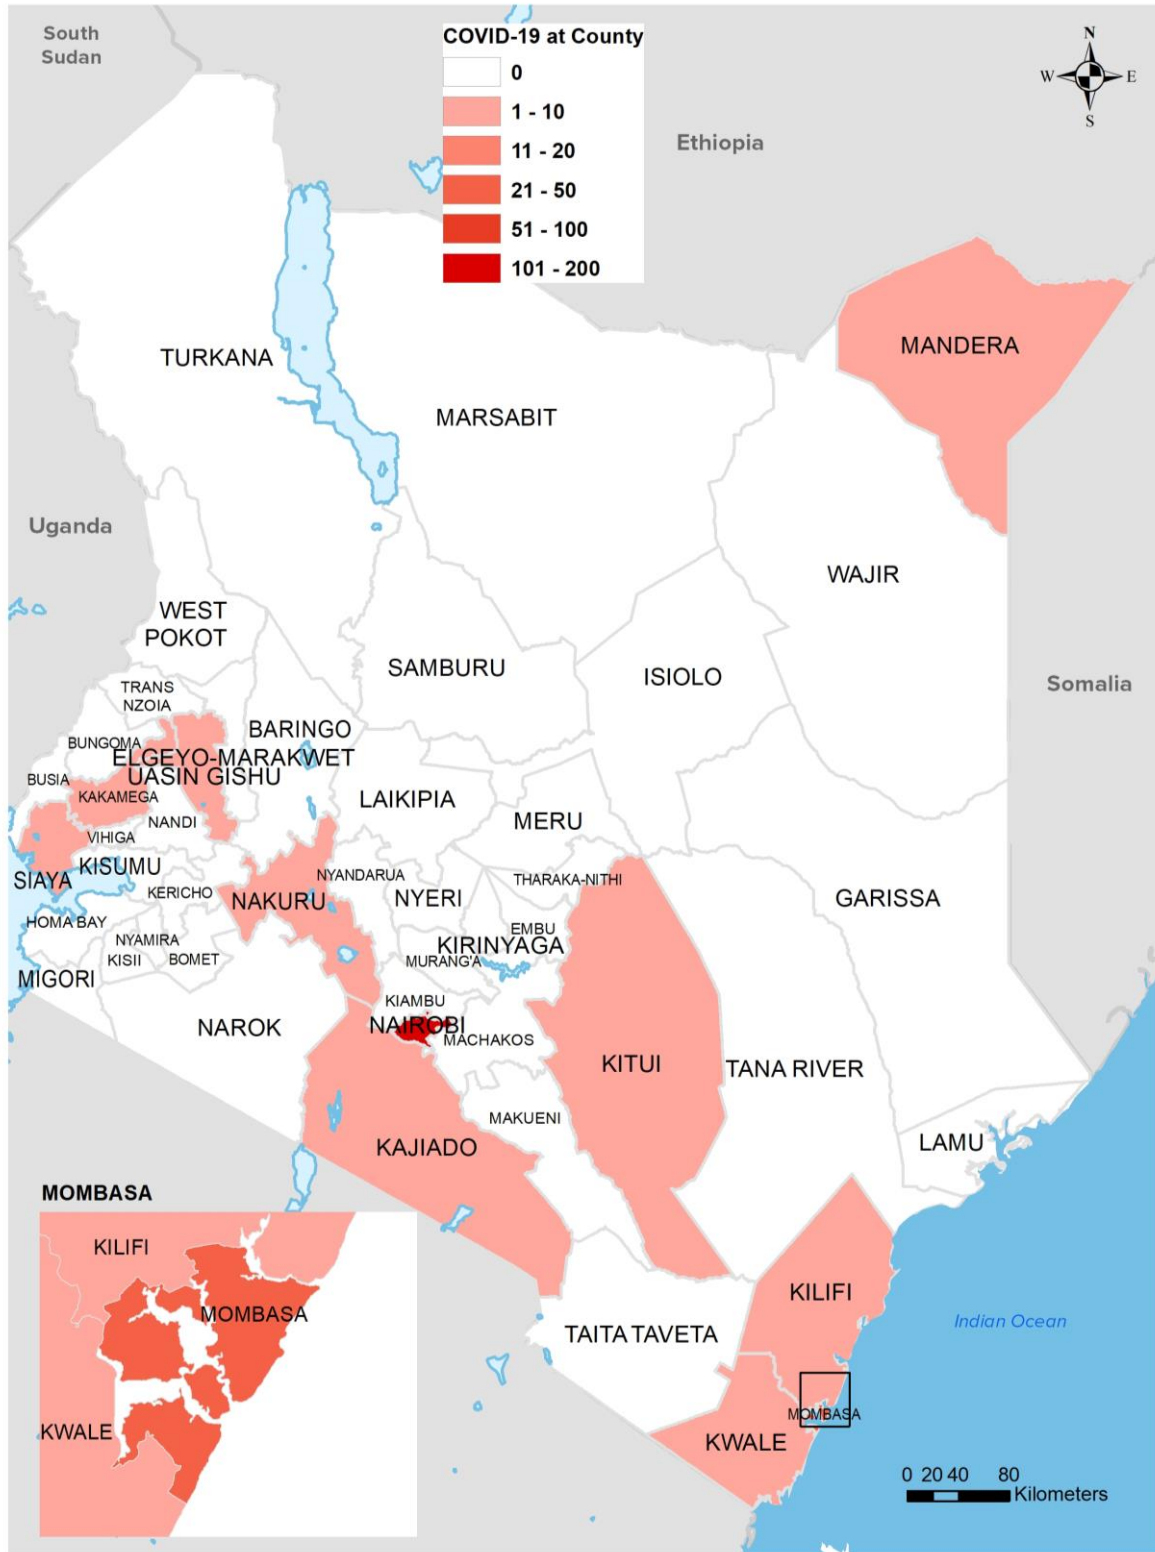 South
Sudan
COVID-19 at County
0
1 - 10
11 - 20
21 - 50
51 - 100
101 - 200
N
W
E
S
Ethiopia
MANDERA
TURKANA
MARSABIT
Uganda
WAJIR
WEST
POKOT
SAMBURU
ISIOLO
Somalia
TRANS
NZOIA
BARINGO
BUNGOMA
ELGEYO-MARAKWET
BUSIA
UASIN GISHU
KAKAMEGA
LAIKIPIA
NANDI
MERU
VIHIGA
KISUMU
SIAYA
NYANDARUA
THARAKA-NITHI
KERICHO
NAKURU
NYERI
GARISSA
HOMA BAY
EMBU
NYAMIRA
KIRINYAGA
KISII
BOMET
MURANG'A
MIGORI
KIAMBU
NAROK
NAIROBI
MACHAKOS
KITUI
TANA RIVER
MAKUENI
KAJIADO
LAMU
MOMBASA
KILIFI
MOMBASA
KWALE
KILIFI
TAITA TAVETA
Indian Ocean
MOMBASA
KWALE
0 20 40 80
Kilometers